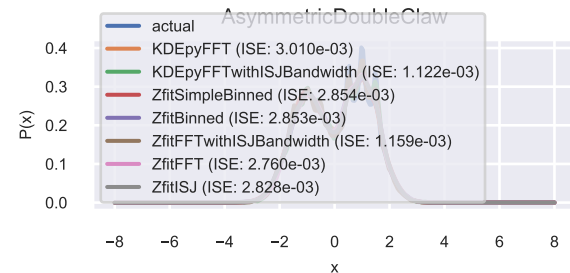 AsymmetricDoubleClaw
actual
KDEpyFFT (ISE: 3.010e-03)
KDEpyFFTwithISJBandwidth (ISE: 1.122e-03)
ZfitSimpleBinned (ISE: 2.854e-03)
ZfitBinned (ISE: 2.853e-03)
ZfitFFTwithISJBandwidth (ISE: 1.159e-03)
ZfitFFT (ISE: 2.760e-03)
ZfitISJ (ISE: 2.828e-03)
P(x)
0.4
0.3
0.2
0.1
0.0
−8 −6 −4 −2 0 2 4 6 8
x